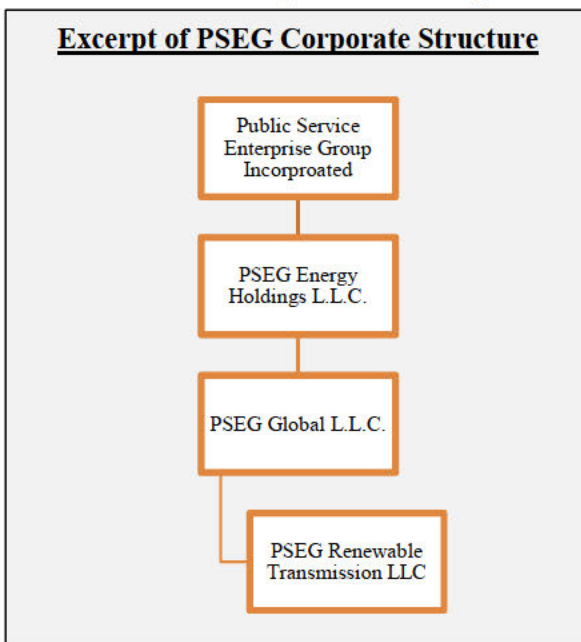 Excerpt of PSEG Corporate Structure
Public Service
Enterprise Group
Incorproated
PSEG Energy
Holdings L.L.C.
PSEG Global L.L.C.
PSEG Renewable
Transmission LLC